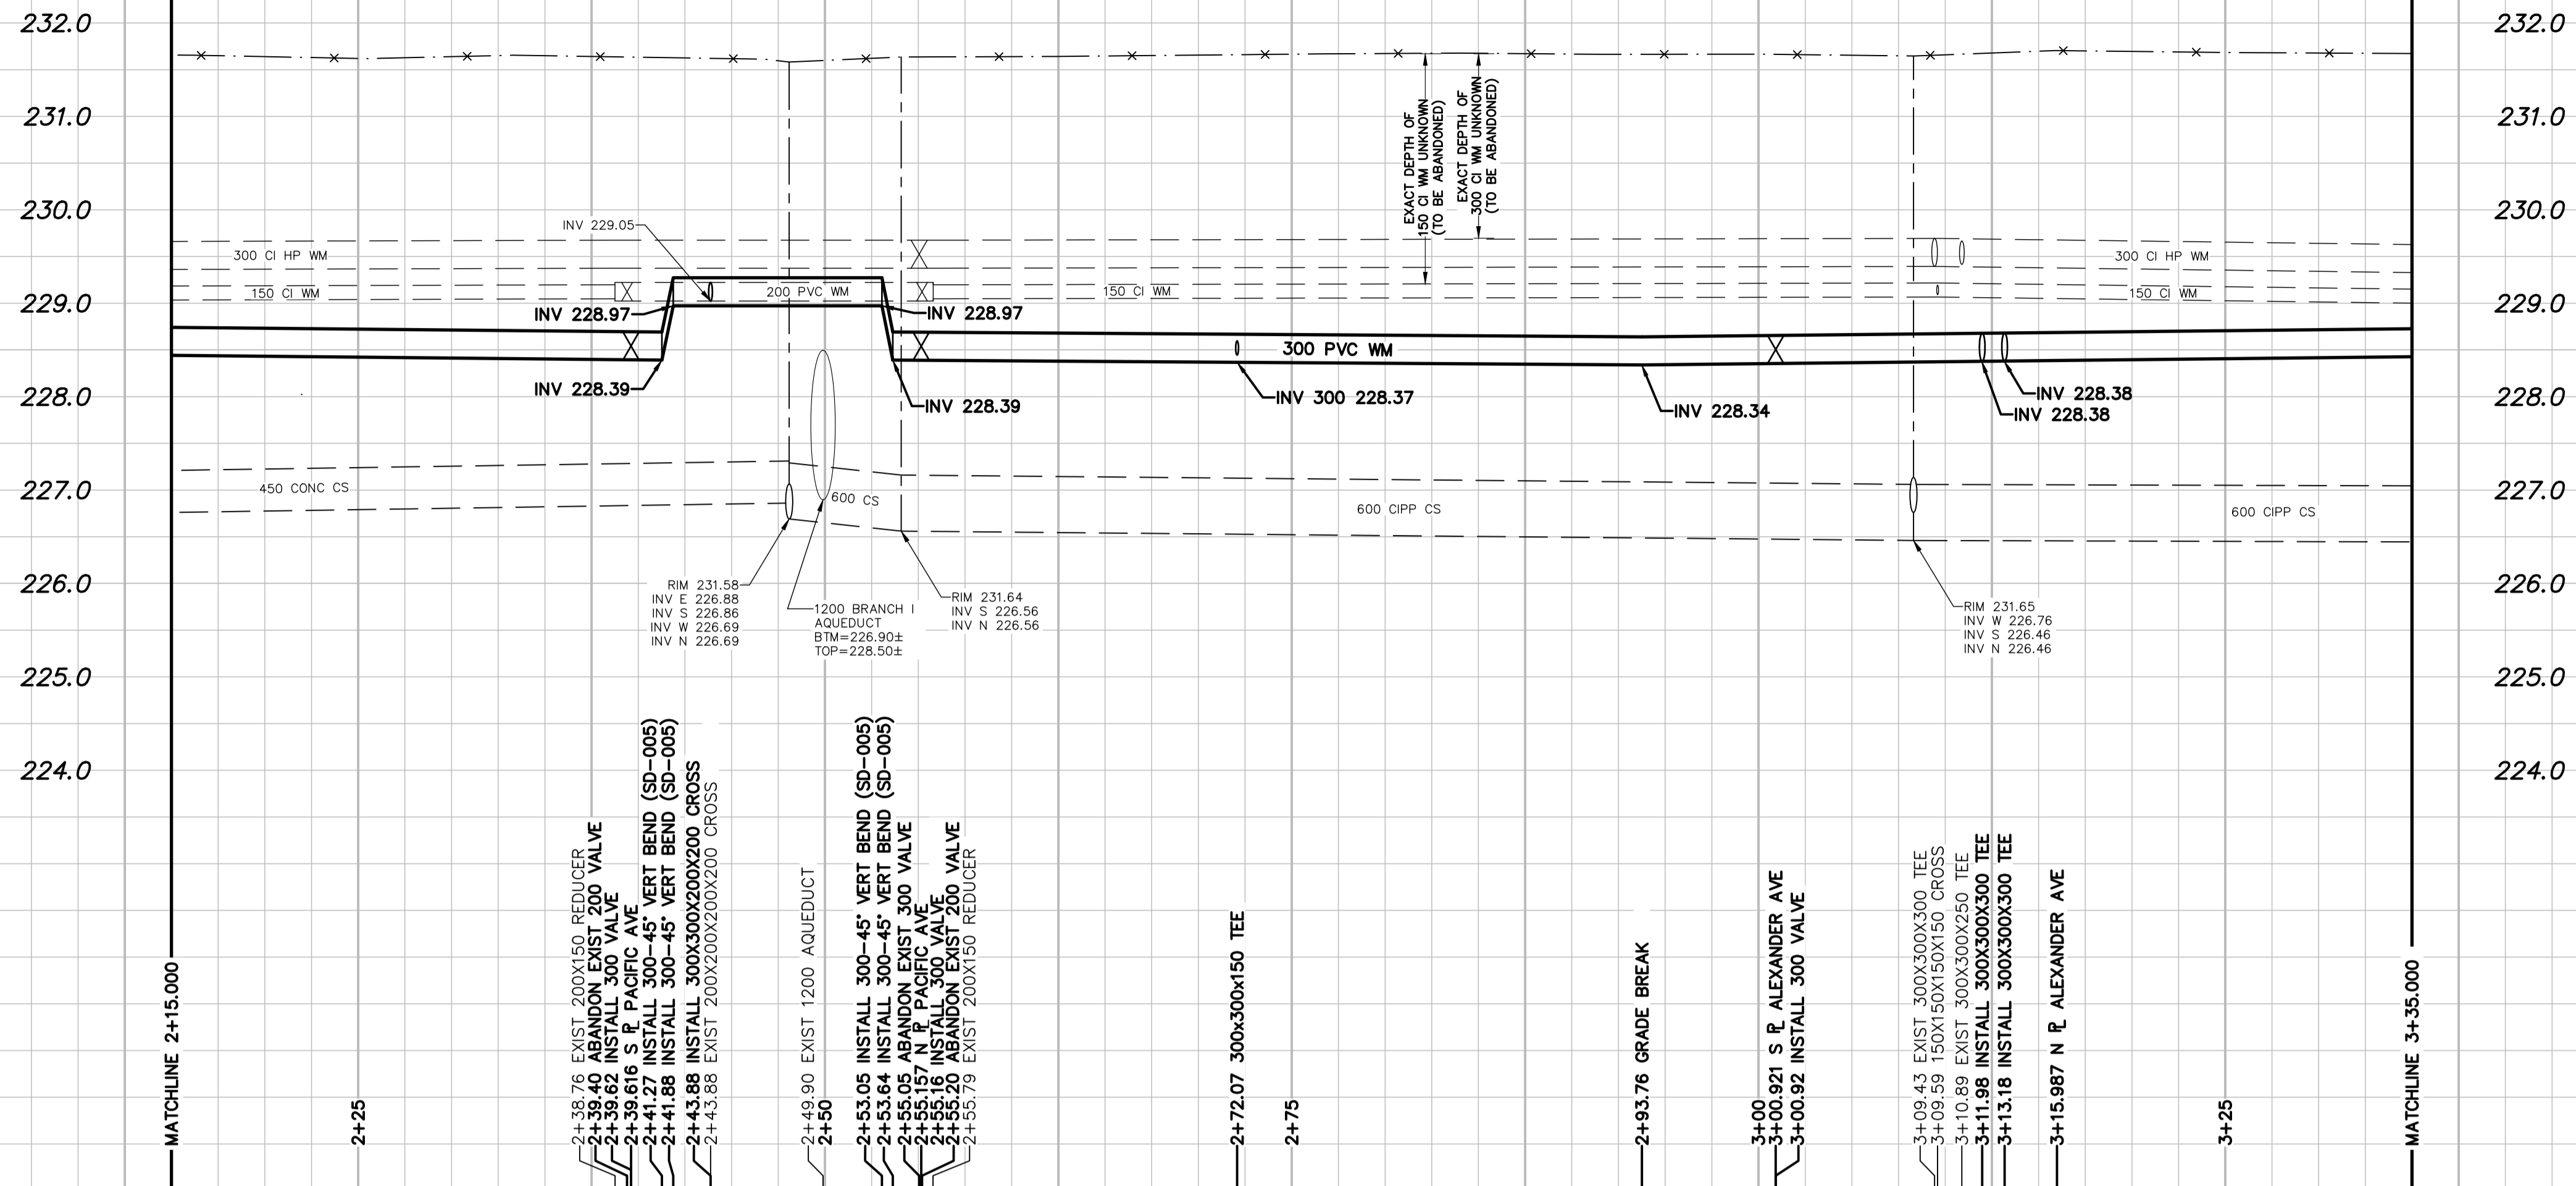 232.0
231.0
230.0
229.0
228.0
227.0
226.0
225.0
224.0
232.0
231.0
230.0
229.0
228.0
227.0
226.0
225.0
224.0
EXACT DEPTH OF
150 CI WM UNKNOWN
(TO BE ABANDONED)
EXACT DEPTH OF
300 CI WM UNKNOWN
(TO BE ABANDONED)
INV 229.05
300 CI HP WM
150 CI WM
200 PVC WM
150 CI WM
300 CI HP WM
150 CI WM
INV 228.97
INV 228.97
INV 228.39
INV 228.39
300 PVC WM
INV 300 228.37
INV 228.34
INV 228.38
INV 228.38
450 CONC CS
600 CS
600 CIPP CS
600 CIPP CS
RIM 231.58
INV E 226.88
INV S 226.86
INV W 226.69
INV N 226.69
1200 BRANCH I
AQUEDUCT
BTM=226.90±
TOP=228.50±
RIM 231.64
INV S 226.56
INV N 226.56
RIM 231.65
INV W 226.76
INV S 226.46
INV N 226.46
MATCHLINE 2+15.000
2+25
2+38.76 EXIST 200X150 REDUCER
2+39.40 ABANDON EXIST 200 VALVE
2+39.62 INSTALL 300 VALVE
2+39.616 S PL PACIFIC AVE
2+41.27 INSTALL 300-45° VERT BEND (SD-005)
2+41.88 INSTALL 300-45° VERT BEND (SD-005)
2+43.88 INSTALL 300X300X200X200 CROSS
2+43.88 EXIST 200X200X200X200 CROSS
2+49.90 EXIST 1200 AQUEDUCT
2+50
2+53.05 INSTALL 300-45° VERT BEND (SD-005)
2+53.64 INSTALL 300-45° VERT BEND (SD-005)
2+55.05 ABANDON EXIST 300 VALVE
2+55.157 N PL PACIFIC AVE
2+55.16 INSTALL 300 VALVE
2+55.20 ABANDON EXIST 200 VALVE
2+55.79 EXIST 200X150 REDUCER
2+72.07 300x300x300x150 TEE
2+75
2+93.76 GRADE BREAK
3+00
3+00.921 S PL ALEXANDER AVE
3+00.92 INSTALL 300 VALVE
3+09.43 EXIST 300X300X300 TEE
3+09.59 150X150X150X150 CROSS
3+10.89 EXIST 300X300X250 TEE
3+11.98 INSTALL 300X300X300 TEE
3+13.18 INSTALL 300X300X300 TEE
3+15.987 N PL ALEXANDER AVE
3+25
MATCHLINE 3+35.000